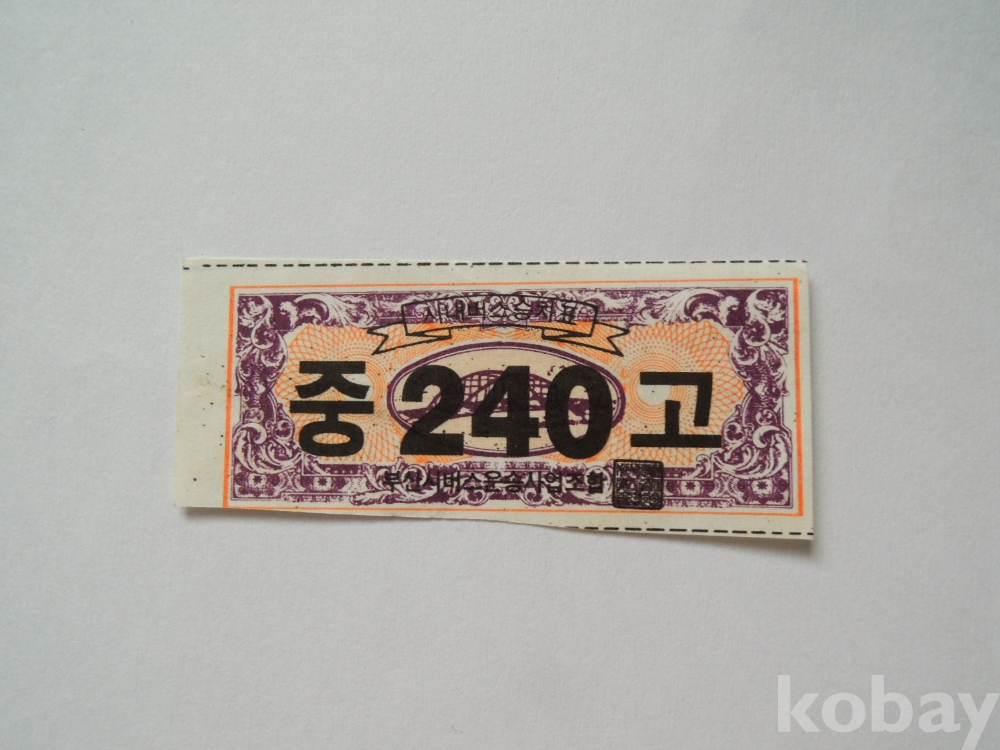 시내버스승차표
중 240 고
부산시버스운송사업조합
kobay